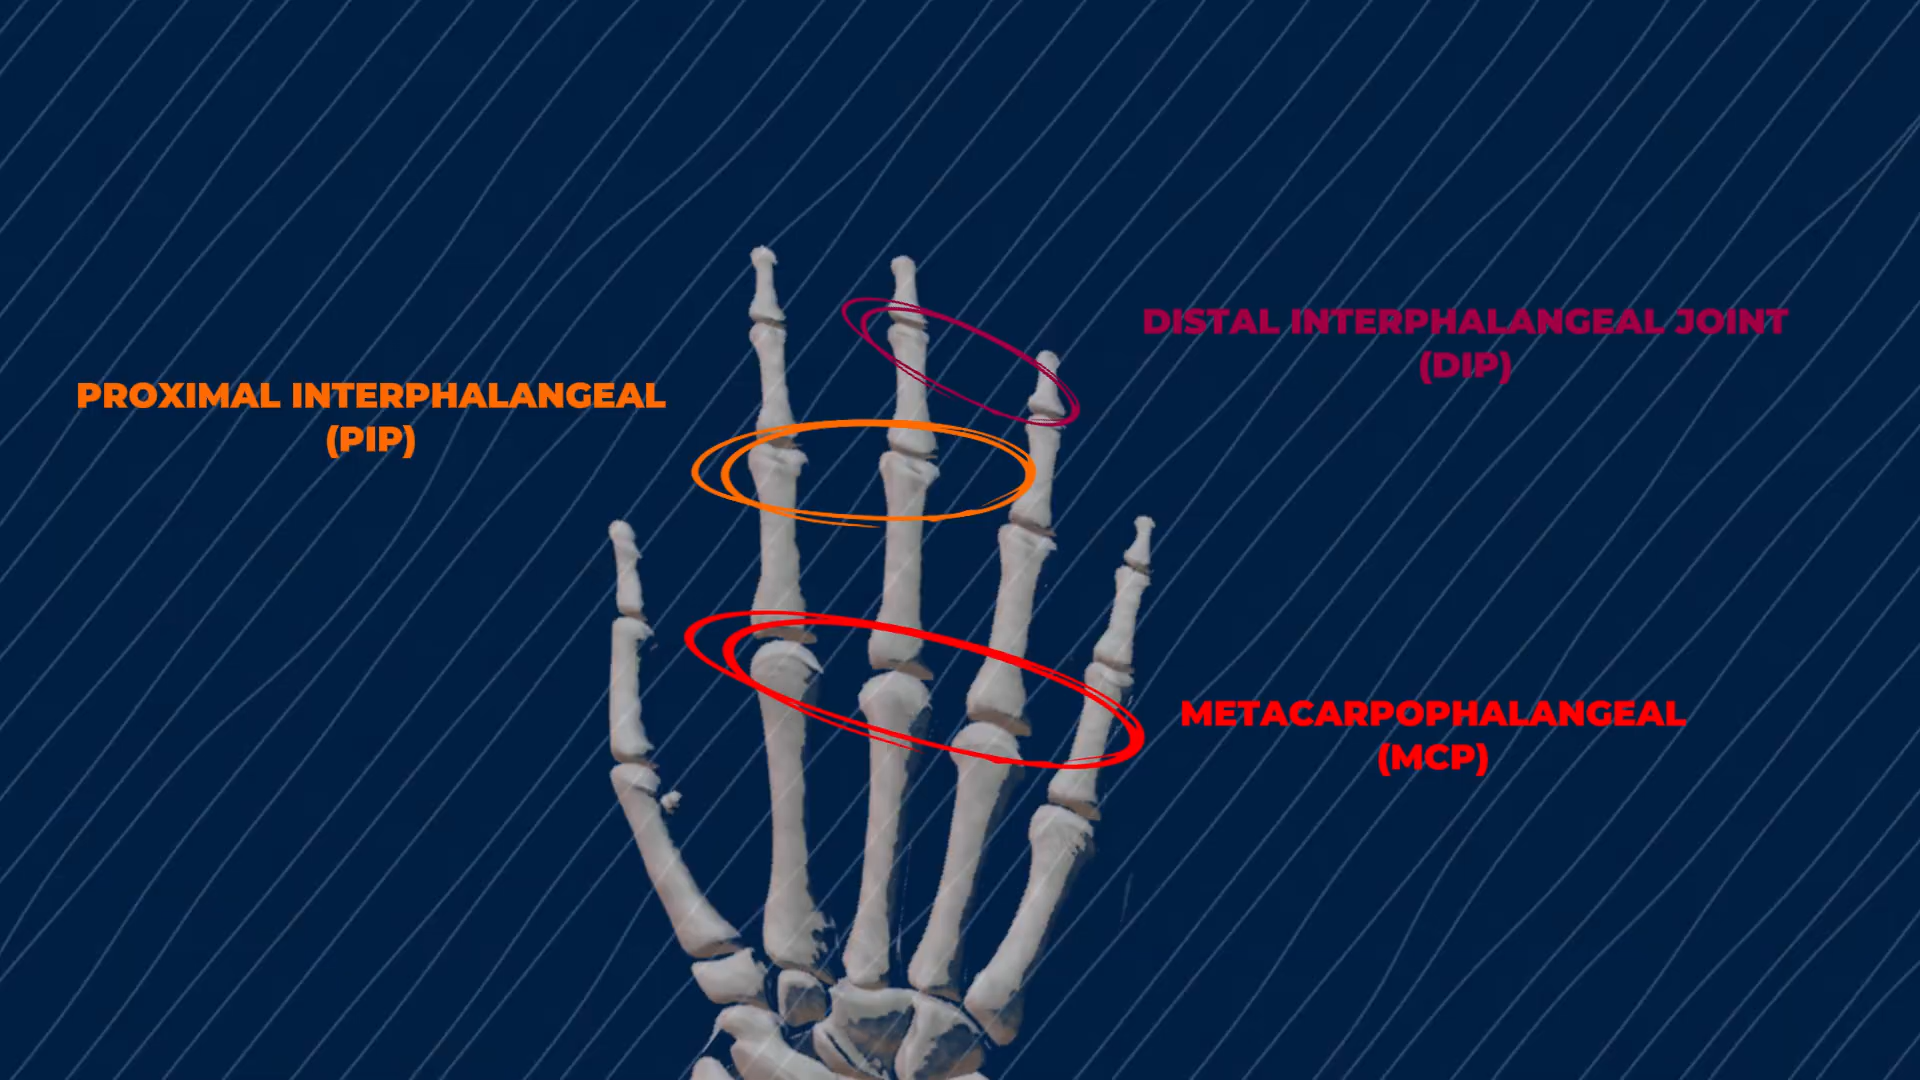 DISTAL INTERPHALANGEAL JOINT
(DIP)
PROXIMAL INTERPHALANGEAL
(PIP)
METACARPOPHALANGEAL
(MCP)